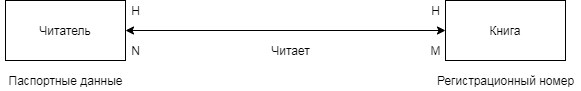 Н Н
Читатель Книга
N Читает M
Паспортные данные Регистрационный номер